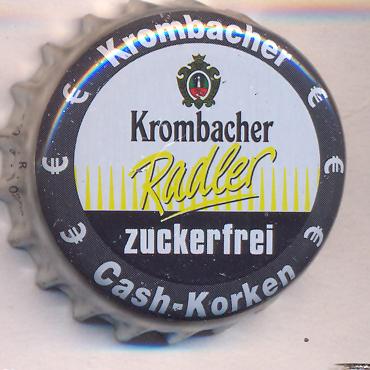 Krombacher
€ € € € € €
Krombacher
Radler
zuckerfrei
Cash-Korken